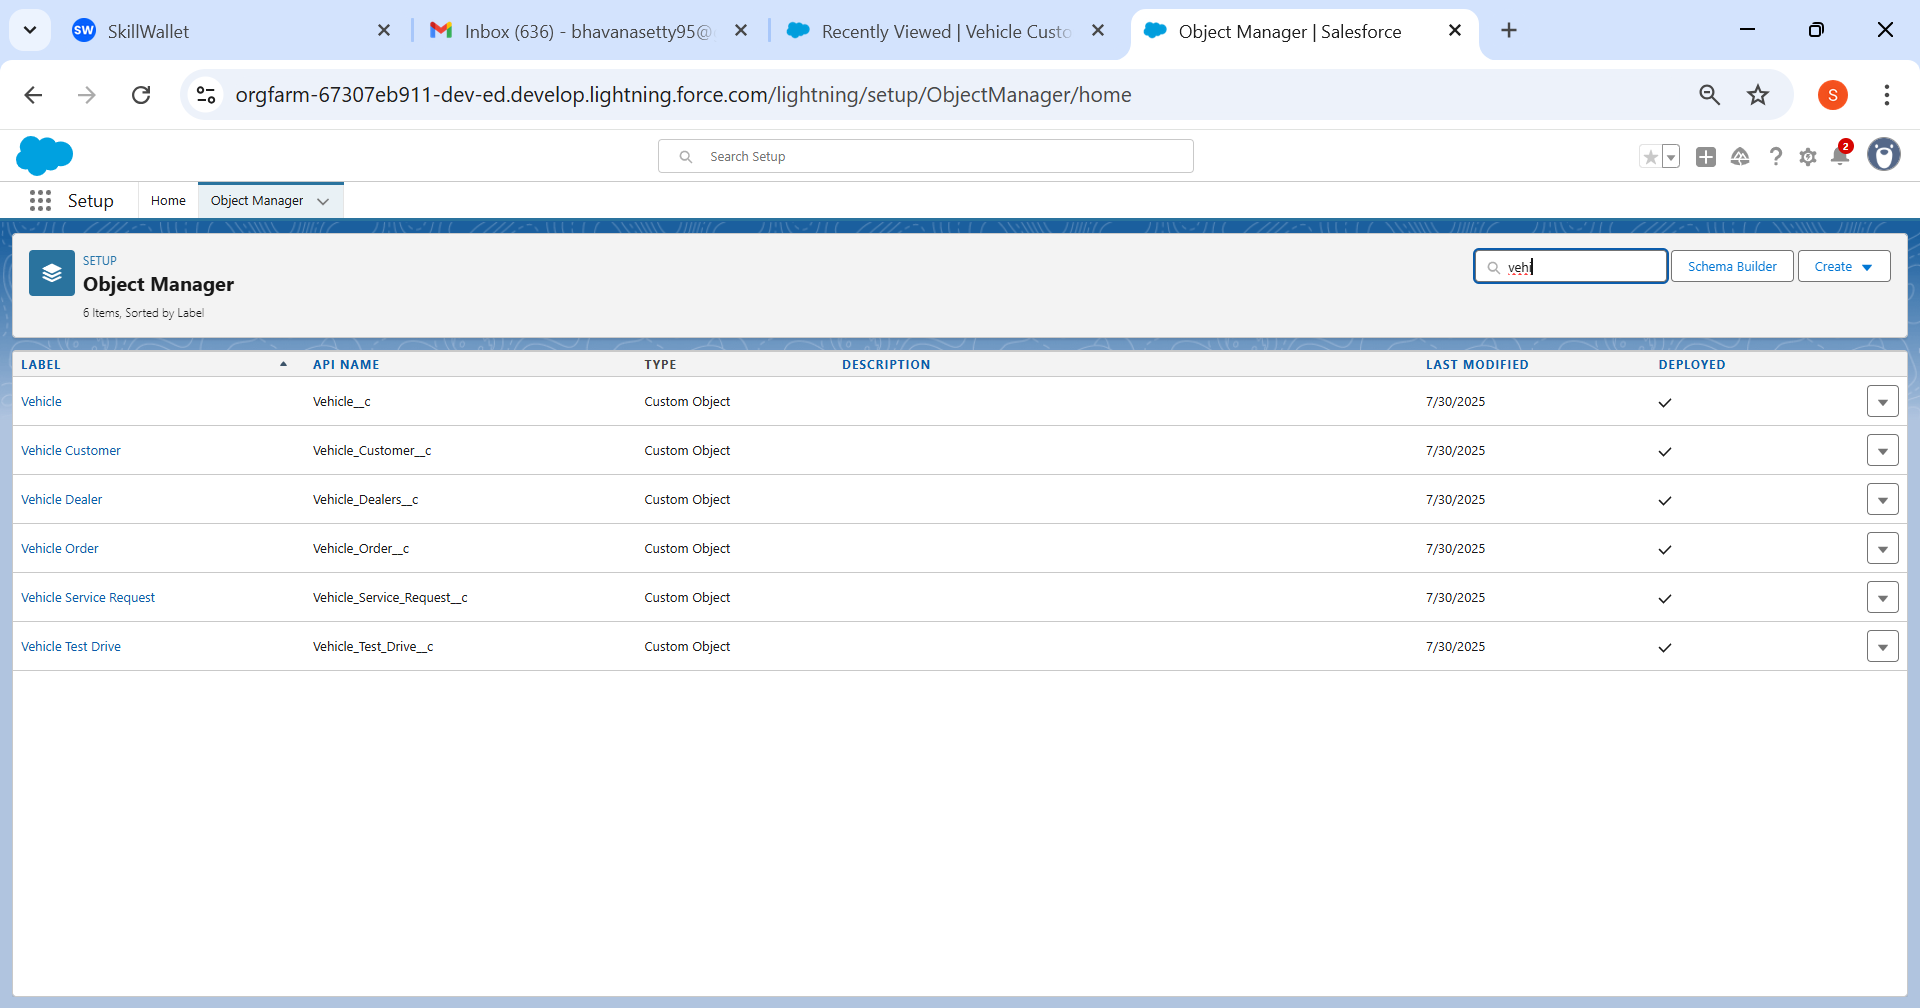 SW SkillWallet
Inbox (636) - bhavanasetty95@
Recently Viewed | Vehicle Custo
Object Manager | Salesforce
orgfarm-67307eb911-dev-ed.develop.lightning.force.com/lightning/setup/ObjectManager/home
S
Search Setup
2
Setup
Home
Object Manager
SETUP
Object Manager
6 Items, Sorted by Label
vehi
Schema Builder
Create
LABEL API NAME TYPE DESCRIPTION LAST MODIFIED DEPLOYED
Vehicle Vehicle__c Custom Object 7/30/2025
Vehicle Customer Vehicle_Customer__c Custom Object 7/30/2025
Vehicle Dealer Vehicle_Dealers__c Custom Object 7/30/2025
Vehicle Order Vehicle_Order__c Custom Object 7/30/2025
Vehicle Service Request Vehicle_Service_Request__c Custom Object 7/30/2025
Vehicle Test Drive Vehicle_Test_Drive__c Custom Object 7/30/2025